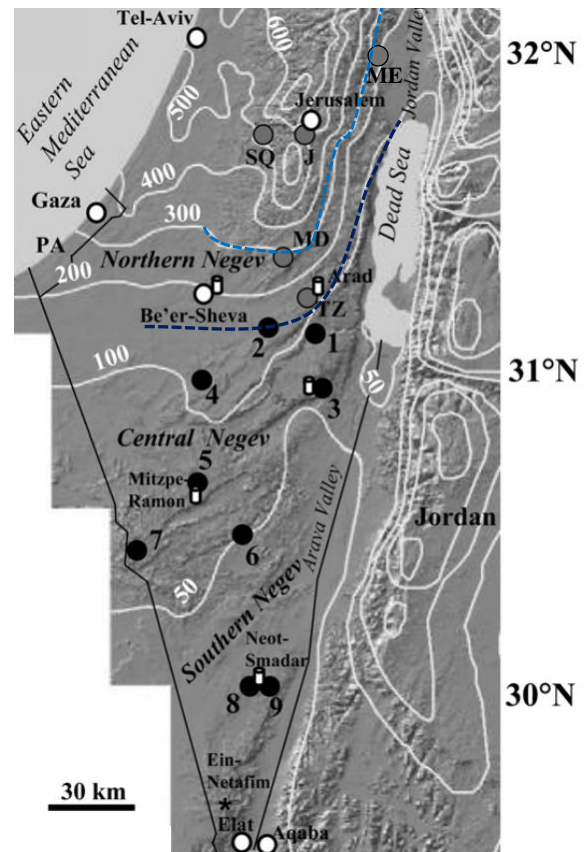 Tel-Aviv
600
32°N
ME
Jordan Valley
500
Eastern
Mediterranean
Sea
Jerusalem
SQ
J
400
Gaza
300
Dead Sea
PA
MD
200
Northern Negev
Arad
Be'er-Sheva
TZ
2
1
100
31°N
50
4
3
Central Negev
5
Mitzpe-
Ramon
Arava Valley
Jordan
7
6
50
Southern Negev
Neot-
Smadar
30°N
8
9
Ein-
Netafim
30 km
*
Elat
Aqaba